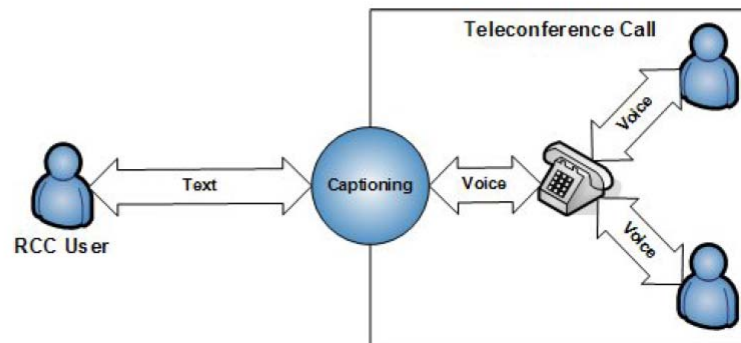 Teleconference Call
Voice
Text
Captioning
Voice
Voice
RCC User